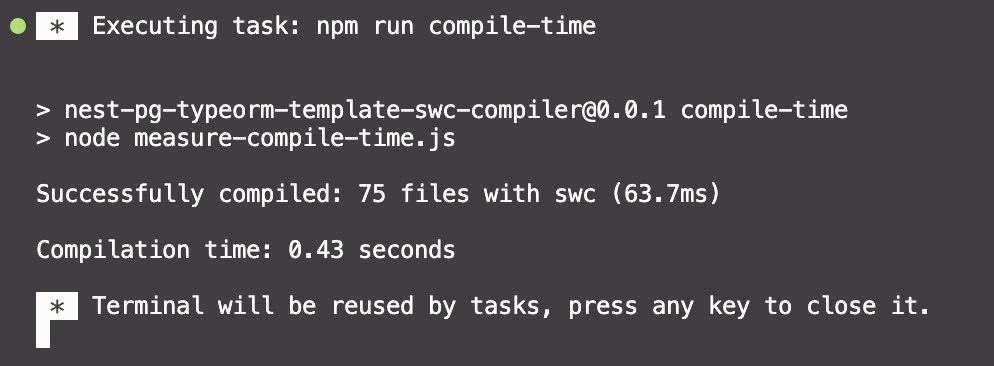 * Executing task: npm run compile-time
> nest-pg-typeorm-template-swc-compiler@0.0.1 compile-time
> node measure-compile-time.js
Successfully compiled: 75 files with swc (63.7ms)
Compilation time: 0.43 seconds
* Terminal will be reused by tasks, press any key to close it.